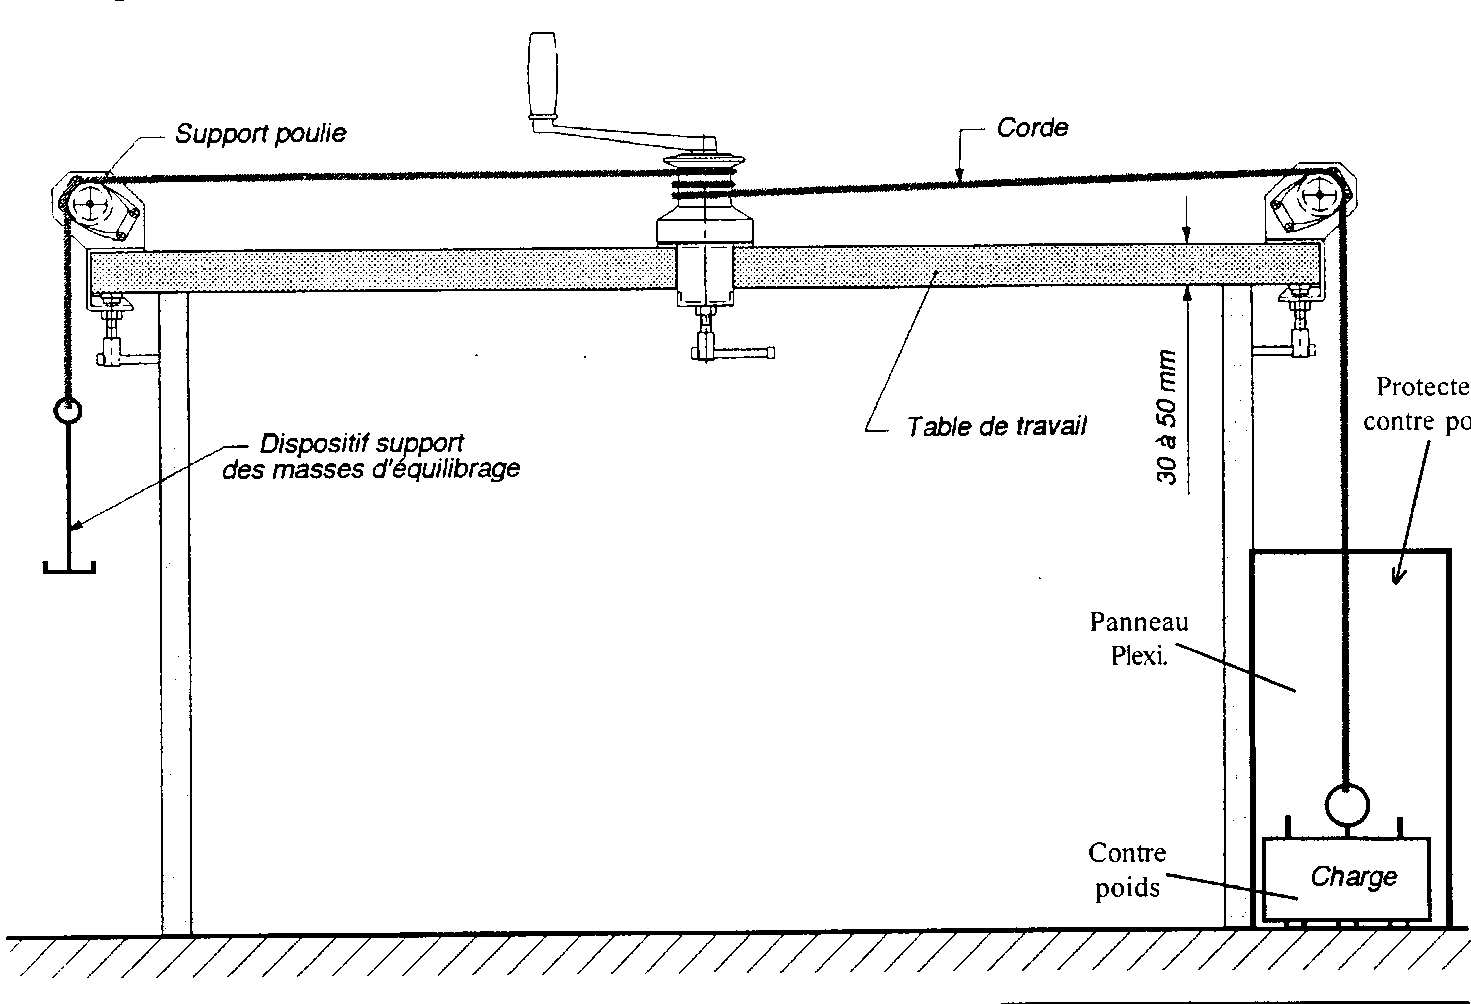 Support poulie
Corde
30 à 50 mm
Protecte
contre po
Table de travail
Dispositif support
des masses d'équilibrage
Panneau
Plexi.
Contre
poids
Charge